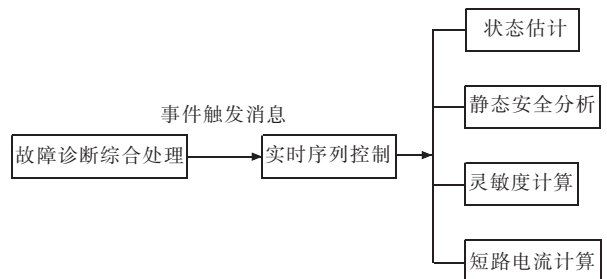 状态估计
静态安全分析
事件触发消息
故障诊断综合处理
实时序列控制
灵敏度计算
短路电流计算